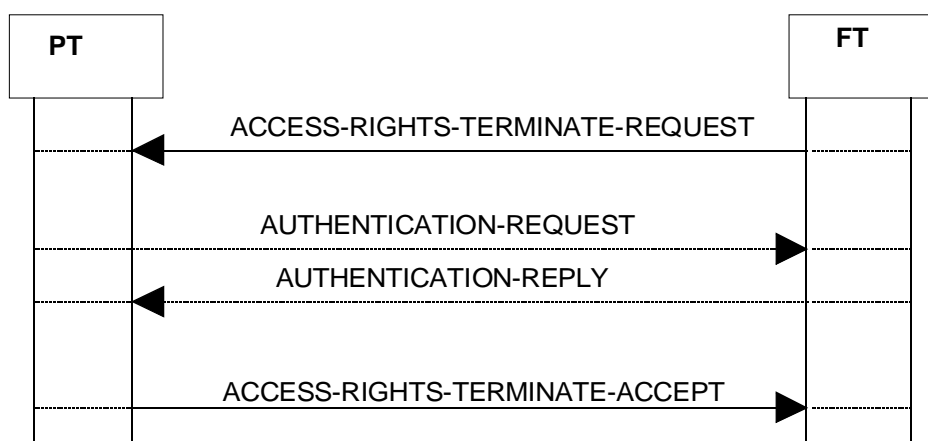 PT
FT
ACCESS-RIGHTS-TERMINATE-REQUEST
AUTHENTICATION-REQUEST
AUTHENTICATION-REPLY
ACCESS-RIGHTS-TERMINATE-ACCEPT